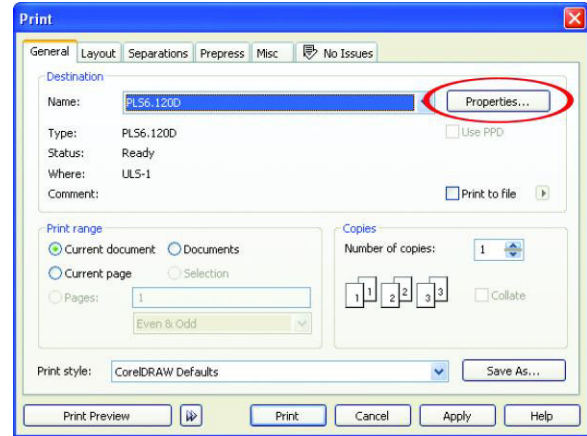 Print
General Layout Separations Prepress Misc No Issues
Destination
Name: PLS6.120D Properties...
Type: PLS6.120D Use PPD
Status: Ready
Where: ULS-1
Comment: Print to file
Print range Copies
Current document Documents Number of copies: 1
Current page Selection
Pages: 1 1 1 2 2 3 3 Collate
Even & Odd
Print style: CorelDRAW Defaults Save As...
Print Preview Print Cancel Apply Help